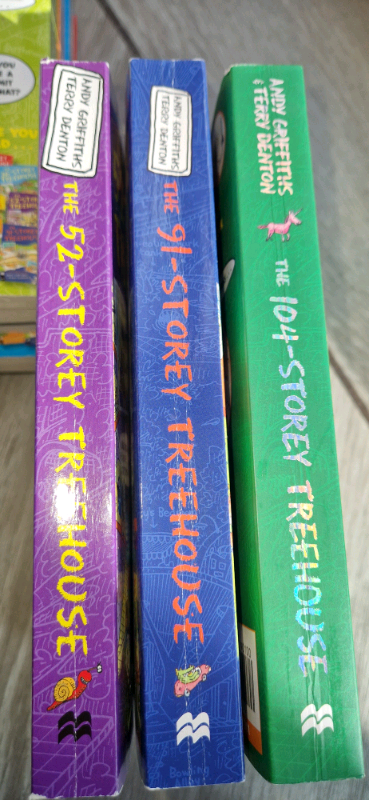 ANDY GRIFFITHS
TERRY DENTON
THE 52-STOREY TREEHOUSE
ANDY GRIFFITHS
TERRY DENTON
THE 91-STOREY TREEHOUSE
ANDY GRIFFITHS
& TERRY DENTON
THE 104-STOREY TREEHOUSE
YOU